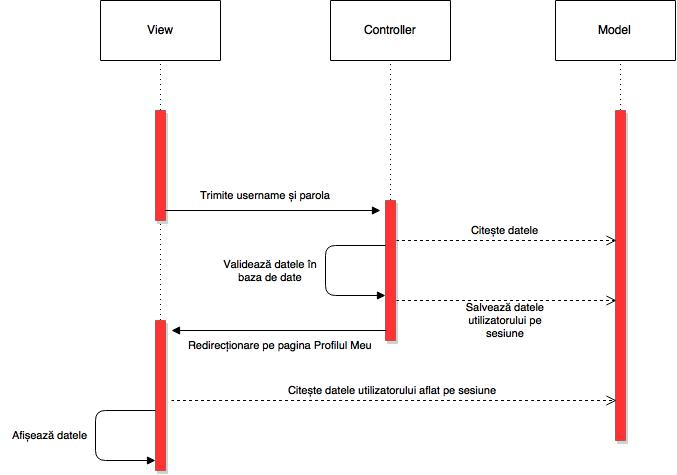 View
Controller
Model
Trimite username și parola
Citește datele
Validează datele în
baza de date
Salvează datele
utilizatorului pe
sesiune
Redirecționare pe pagina Profilul Meu
Citește datele utilizatorului aflat pe sesiune
Afișează datele